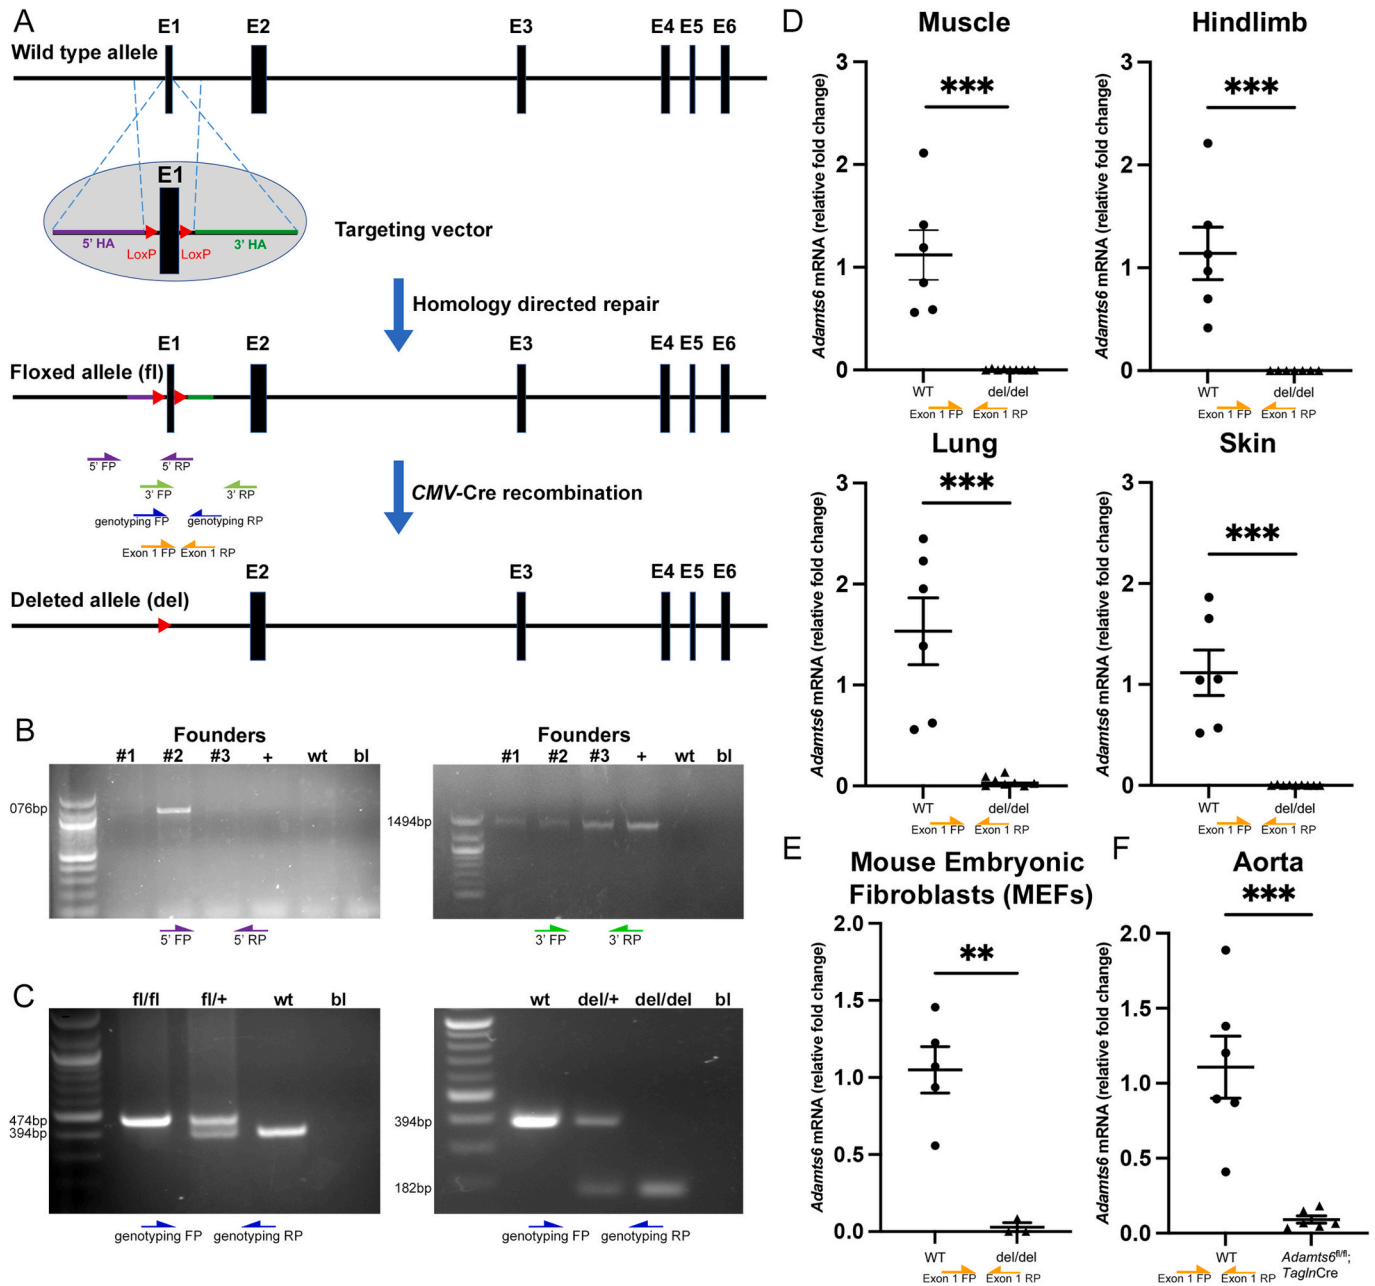 A
E1 E2 E3 E4 E5 E6
Wild type allele
E1
5' HA 3' HA
LoxP LoxP
Targeting vector
Homology directed repair
E1 E2 E3 E4 E5 E6
Floxed allele (fl)
5' FP 5' RP
3' FP 3' RP
genotyping FP genotyping RP
Exon 1 FP Exon 1 RP
CMV-Cre recombination
E2 E3 E4 E5 E6
Deleted allele (del)
B
Founders
#1 #2 #3 + wt bl
076bp
5' FP 5' RP
Founders
#1 #2 #3 + wt bl
1494bp
3' FP 3' RP
C
fl/fl fl/+ wt bl
474bp
394bp
genotyping FP genotyping RP
wt del/+ del/del bl
394bp
182bp
genotyping FP genotyping RP
D
Muscle
Adamts6 mRNA (relative fold change)
3
2
1
0
***
WT del/del
Exon 1 FP Exon 1 RP
Hindlimb
Adamts6 mRNA (relative fold change)
3
2
1
0
***
WT del/del
Exon 1 FP Exon 1 RP
Lung
Adamts6 mRNA (relative fold change)
3
2
1
0
***
WT del/del
Exon 1 FP Exon 1 RP
Skin
Adamts6 mRNA (relative fold change)
3
2
1
0
***
WT del/del
Exon 1 FP Exon 1 RP
E
Mouse Embryonic
Fibroblasts (MEFs)
Adamts6 mRNA (relative fold change)
2.0
1.5
1.0
0.5
0.0
**
WT del/del
Exon 1 FP Exon 1 RP
F
Aorta
Adamts6 mRNA (relative fold change)
2.0
1.5
1.0
0.5
0.0
***
WT Adamts6fl/fl;
TaglnCre
Exon 1 FP Exon 1 RP